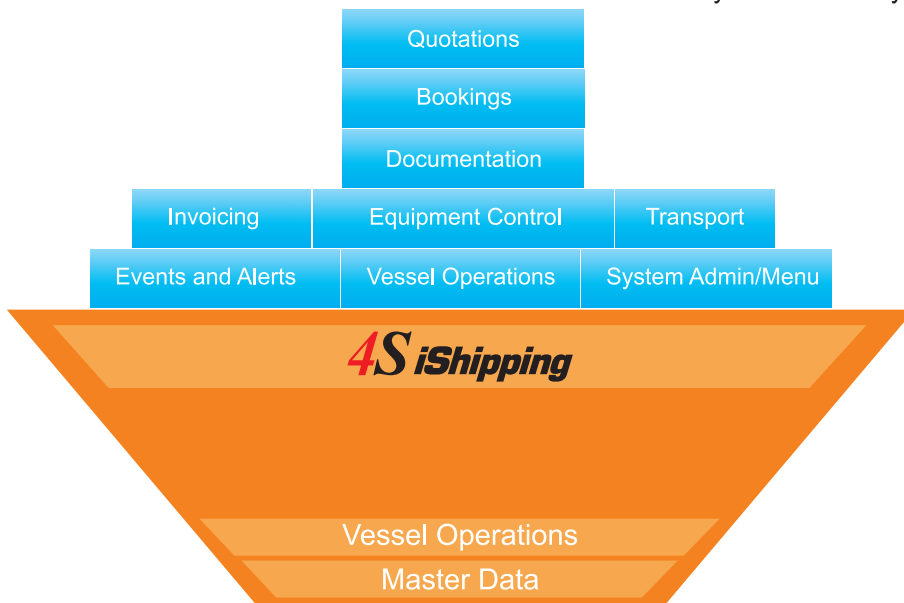 Quotations
Bookings
Documentation
Invoicing Equipment Control Transport
Events and Alerts Vessel Operations System Admin/Menu
4S iShipping
Vessel Operations
Master Data